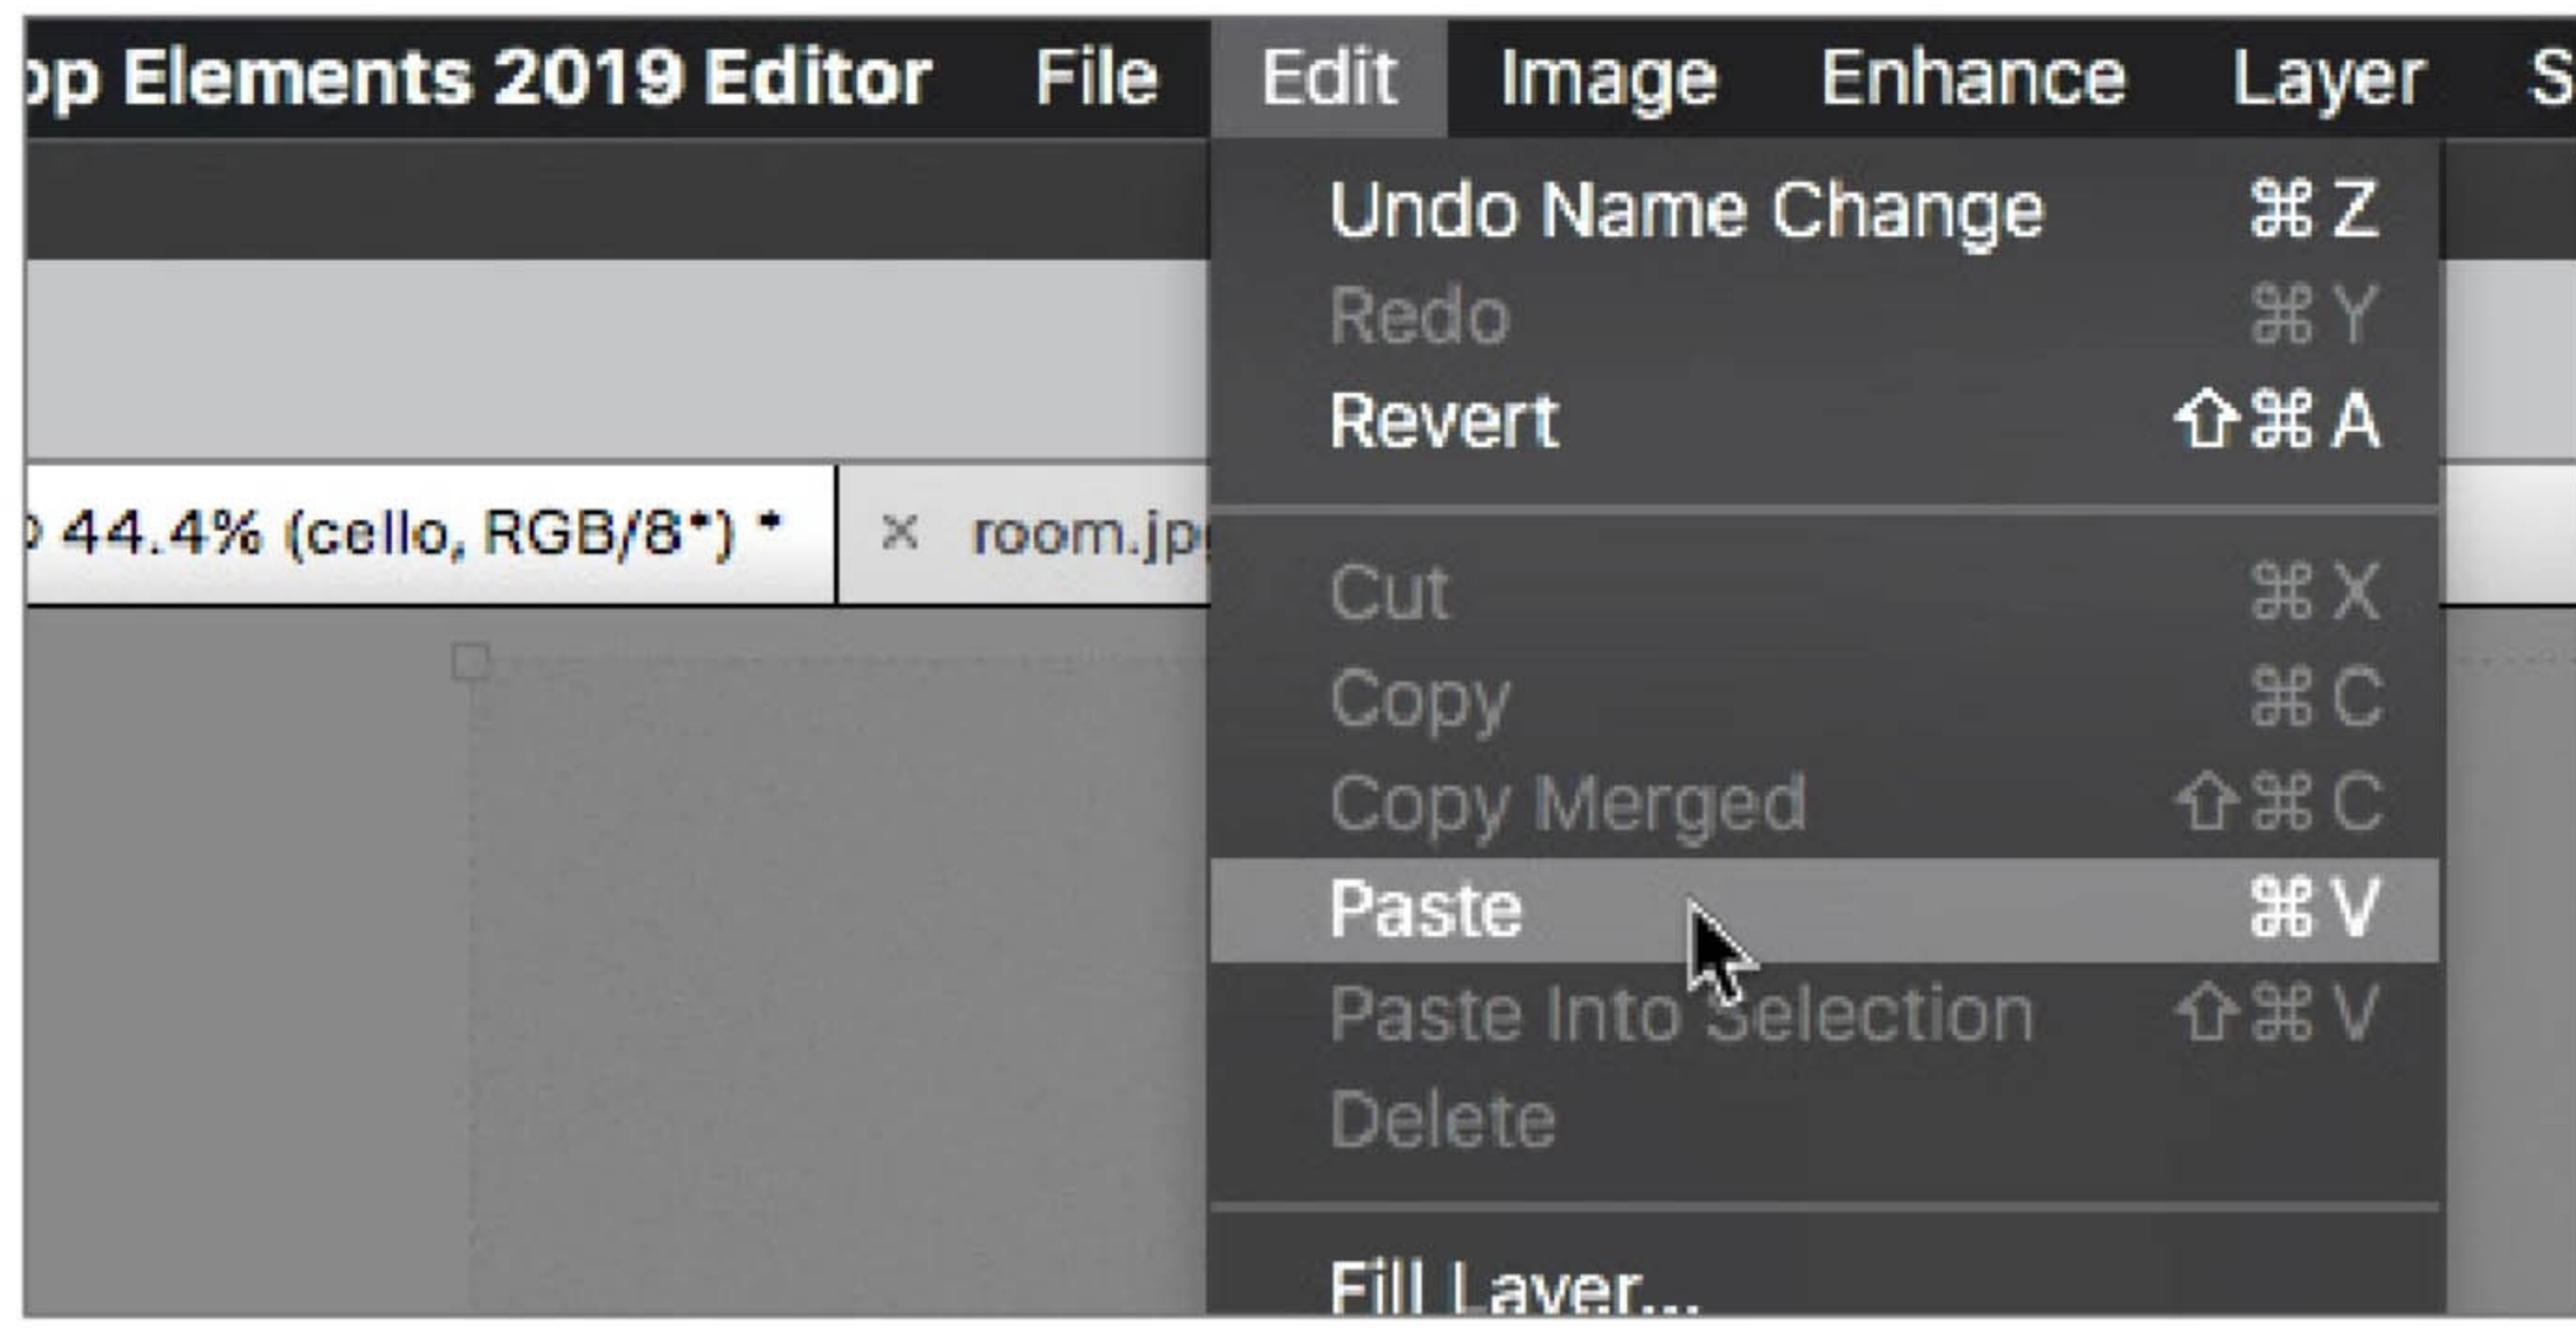 op Elements 2019 Editor File Edit Image Enhance Layer S
Undo Name Change ⌘ Z
Redo ⌘ Y
Revert ⇧⌘ A
44.4% (cello, RGB/8*) * × room.jp
Cut ⌘ X
Copy ⌘ C
Copy Merged ⇧⌘ C
Paste ⌘ V
Paste Into Selection ⇧⌘ V
Delete
Fill Layer...